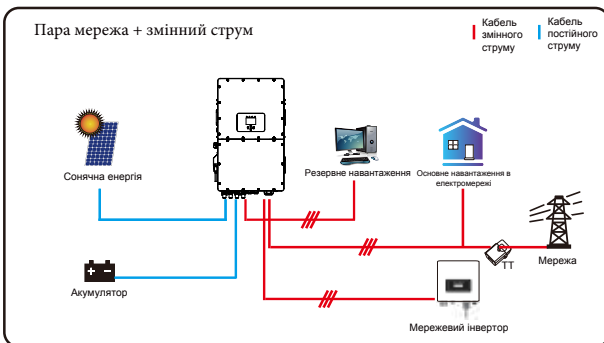 Пара мережа + змінний струм
Кабель
змінного
струму
Кабель
постійного
струму
Сонячна енергія
Резервне навантаження
Основне навантаження в
електромережі
ТТ
Мережа
Акумулятор
Мережевий інвертор